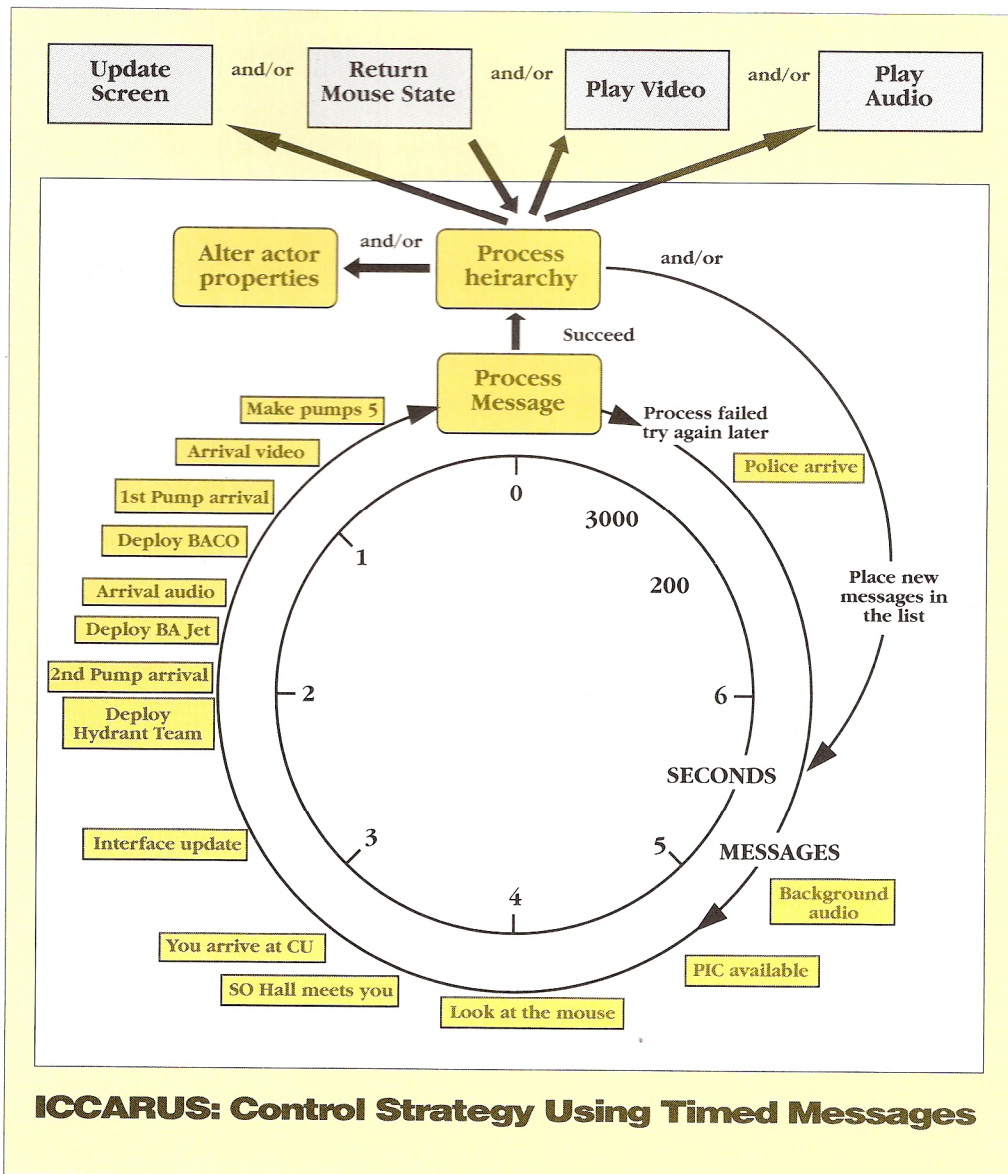 Update
Screen
and/or
Return
Mouse State
and/or
Play Video
and/or
Play
Audio
Alter actor
properties
and/or
Process
heirarchy
and/or
Succeed
Process
Message
Make pumps 5
Process failed
try again later
Arrival video
Police arrive
1st Pump arrival
Deploy BACO
Arrival audio
Deploy BA Jet
2nd Pump arrival
Deploy
Hydrant Team
Interface update
You arrive at CU
SO Hall meets you
Look at the mouse
PIC available
Background
audio
Place new
messages in
the list
0
1
2
3
4
5
6
200
3000
SECONDS
MESSAGES
ICCARUS: Control Strategy Using Timed Messages